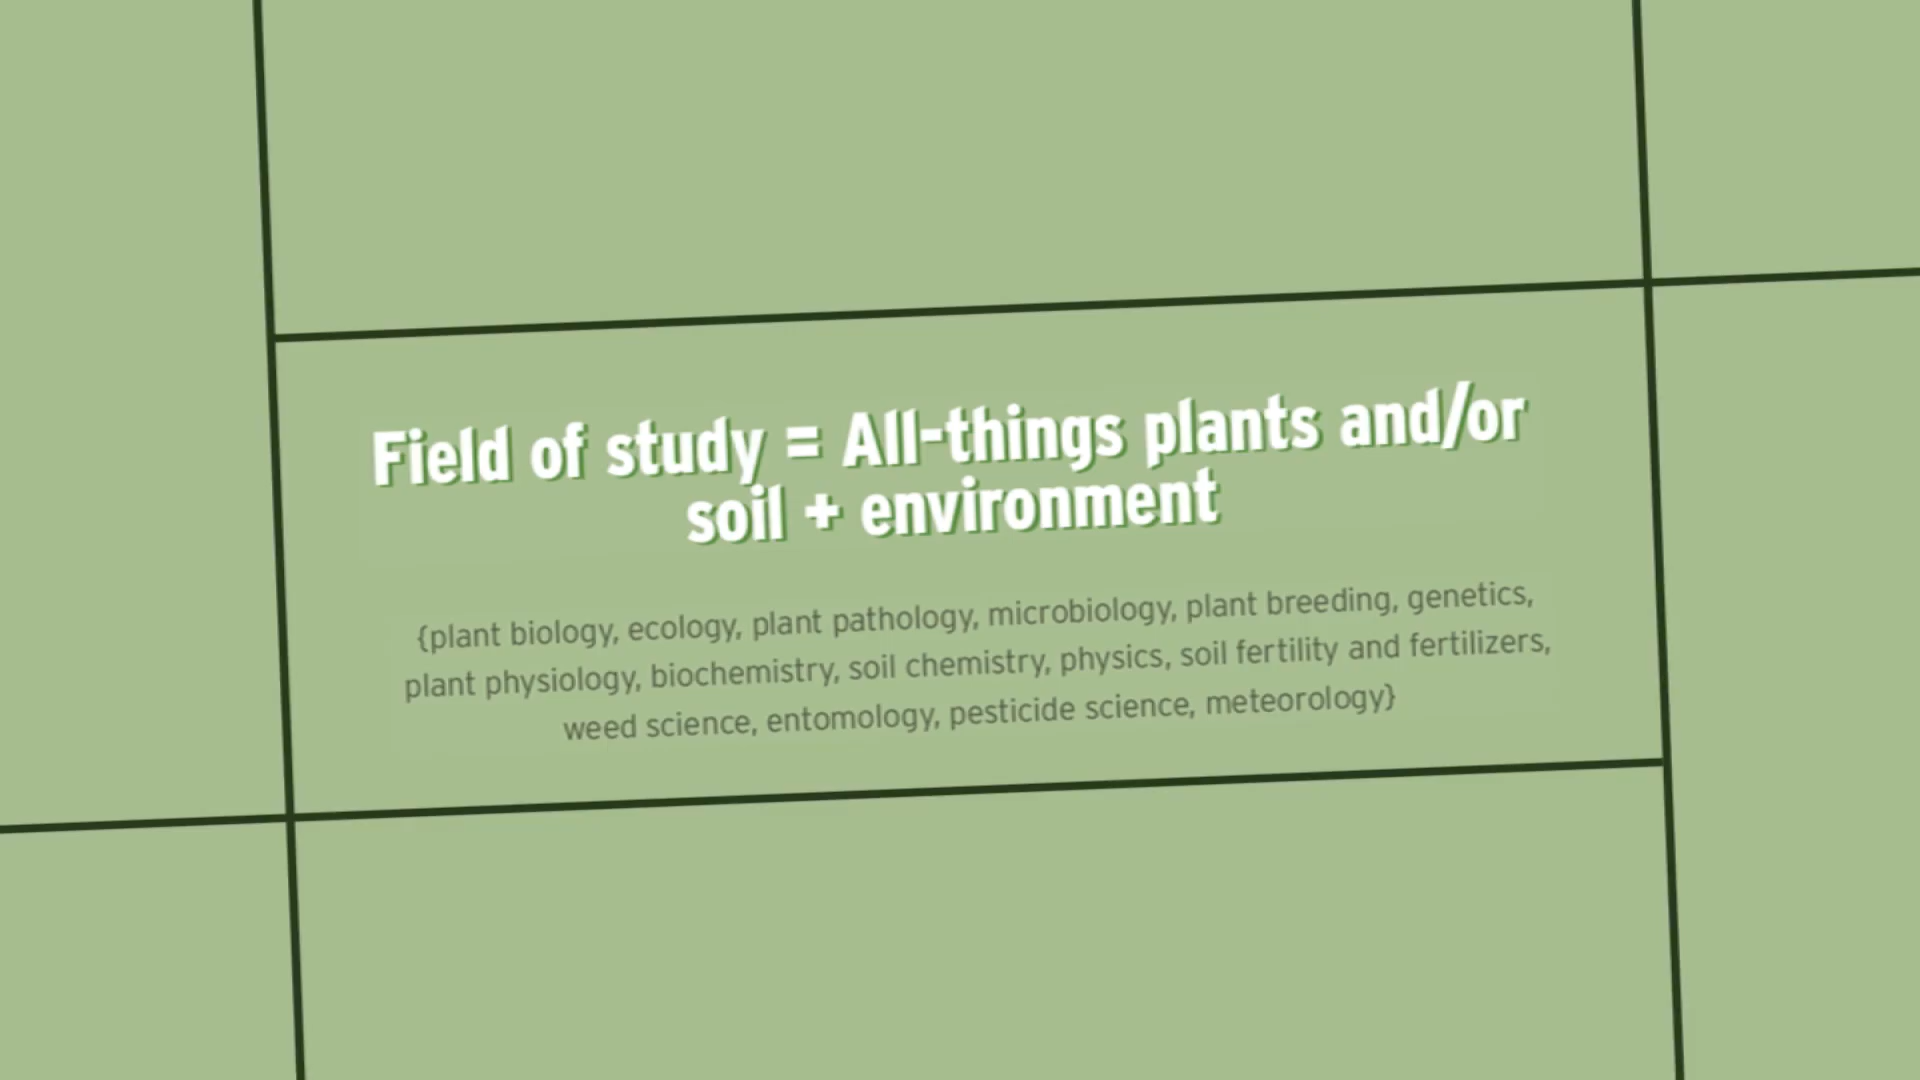 Field of study = All-things plants and/or
soil + environment
{plant biology, ecology, plant pathology, microbiology, plant breeding, genetics,
plant physiology, biochemistry, soil chemistry, physics, soil fertility and fertilizers,
weed science, entomology, pesticide science, meteorology}